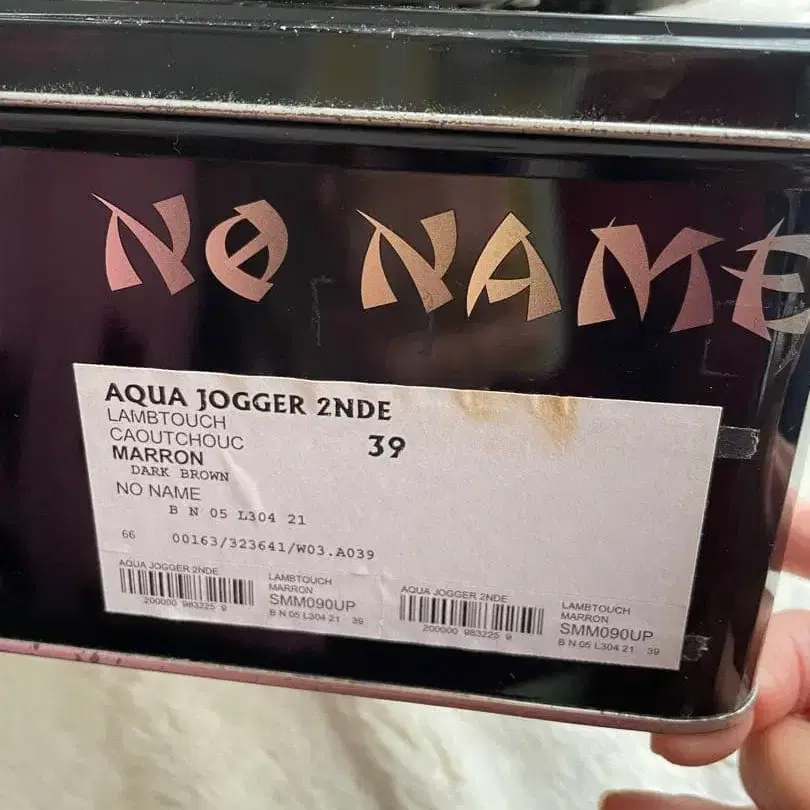 NO NAME
AQUA JOGGER 2NDE
LAMBTOUCH
CAOUTCHOUC
39
MARRON
DARK BROWN
NO NAME
B N 05 L304 21
66 00163/323641/W03.A039
AQUA JOGGER 2NDE
200000 983225 9
LAMBTOUCH
MARRON
SMM090UP
B N 05 L304 21 39
AQUA JOGGER 2NDE
200000 983225 9
LAMBTOUCH
MARRON
SMM090UP
B N 05 L304 21 39